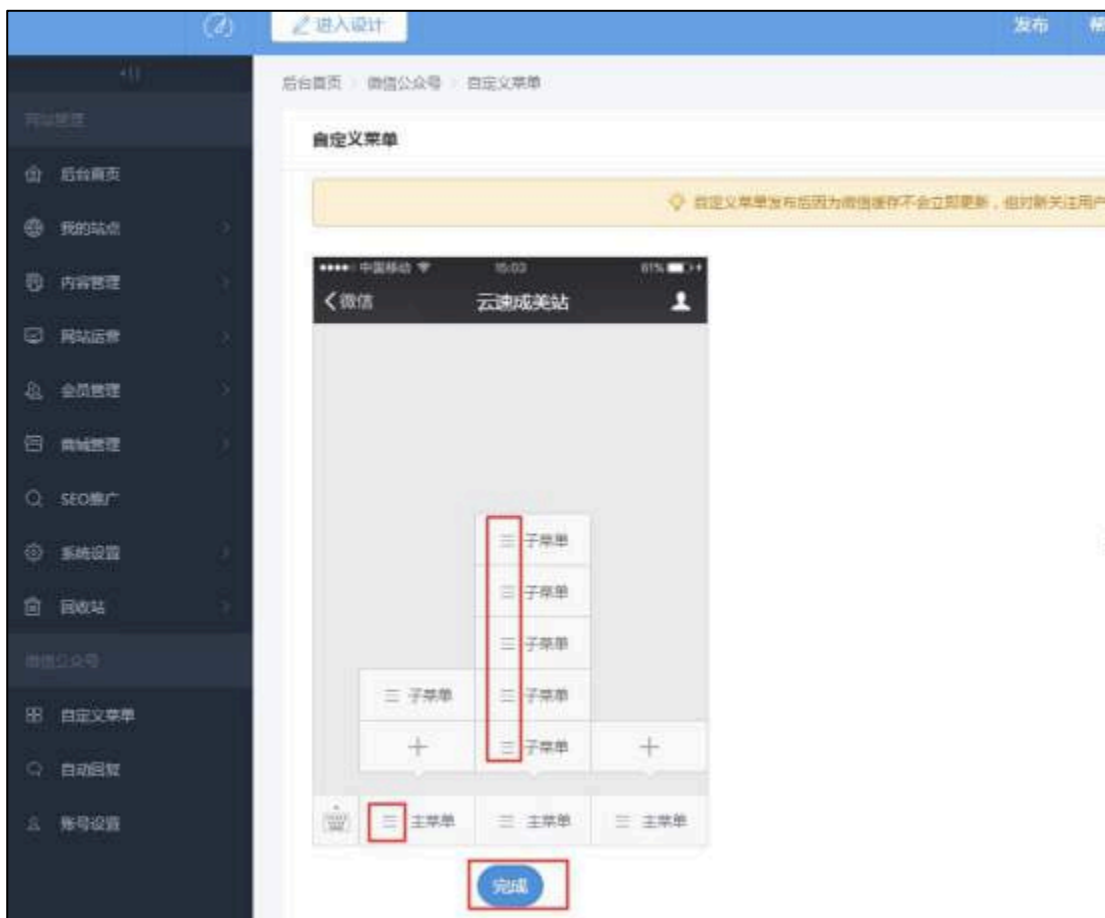 进入设计
发布 帮
后台首页 > 微信公众号 > 自定义菜单
网站管理
后台首页
我的站点
内容管理
网站运营
会员管理
商城管理
SEO推广
系统设置
回收站
微信公众号
自定义菜单
自动回复
账号设置
自定义菜单
自定义菜单发布后因为微信缓存不会立即更新，但对新关注用户
中国移动 15:03 61%
微信 云速成美站
子菜单
子菜单
子菜单
子菜单 子菜单
子菜单
主菜单 主菜单 主菜单
完成